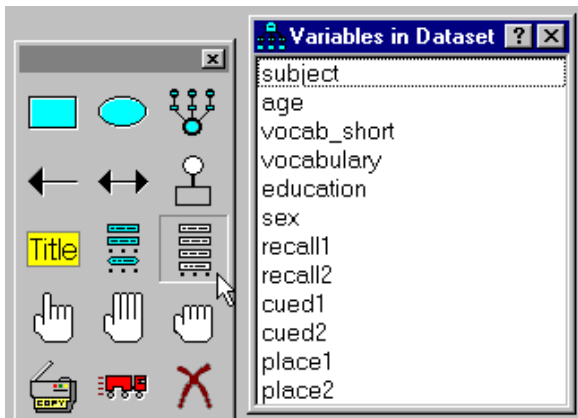 Variables in Dataset
subject
age
vocab_short
vocabulary
education
sex
recall1
recall2
cued1
cued2
place1
place2
Title
COPY